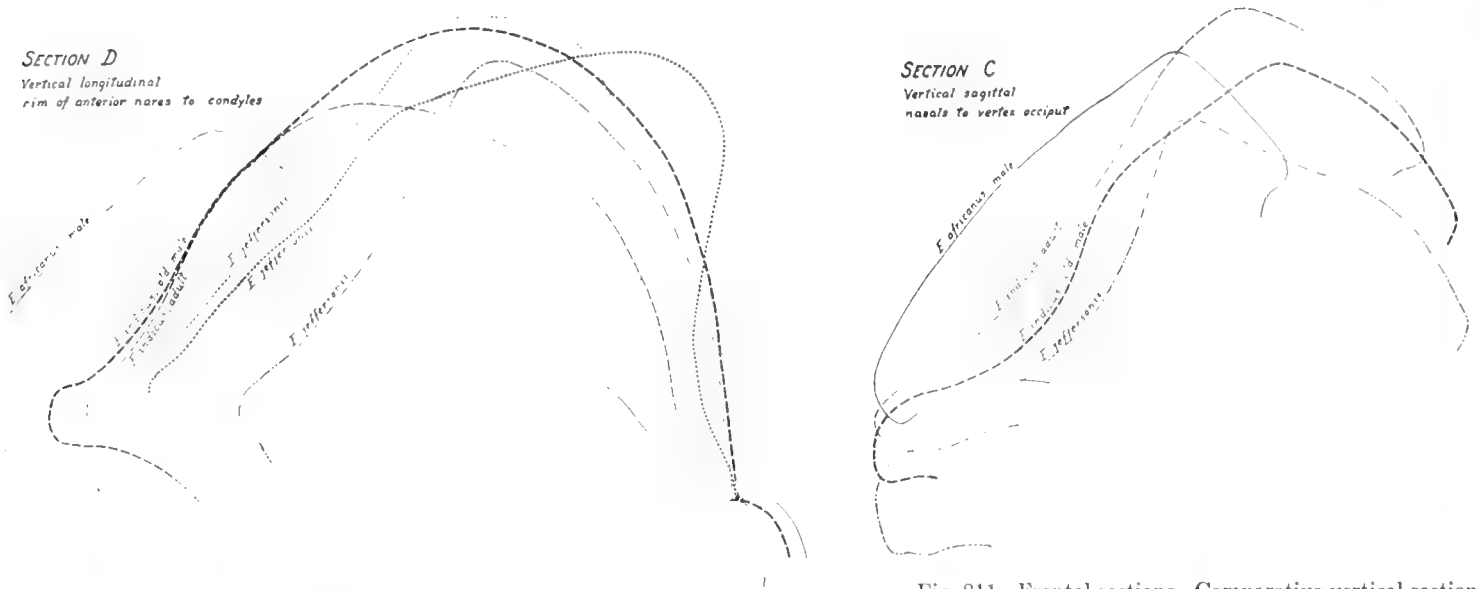 SECTION D
Vertical longitudinal
rim of anterior nares to condyles
E africanus male
E indicus old male
E indicus adult
E jeffersonii
E jeffersonii
E jeffersonii
SECTION C
Vertical sagittal
nasals to vertex occiput
E africanus male
E indicus adult
E indicus old male
E jeffersonii
Fig. 811. Frontal sections. Comparative vertical section